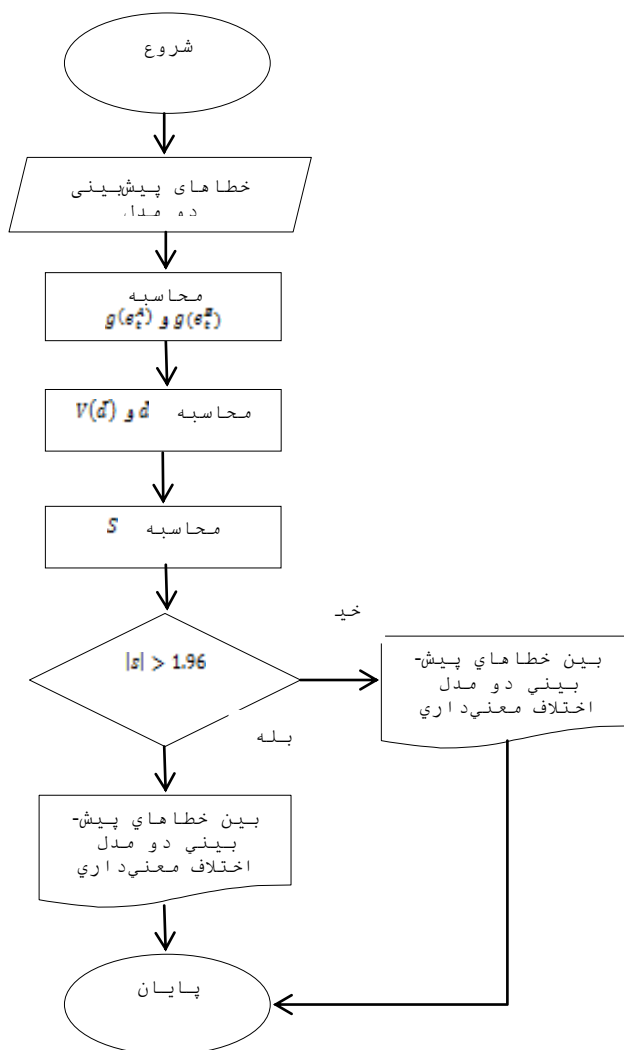 شروع
خطاهای پیش‌بینی
دو مدل
محاسبه
g(e_t^A) و g(e_t^B)
محاسبه d̄ و V(d̄)
محاسبه S
|s| > 1.96
خیـ
بین خطاهاي پیش-
بیني دو مدل
اختلاف معني‌داري
بله
بین خطاهاي پیش-
بیني دو مدل
اختلاف معني‌داري
پایان